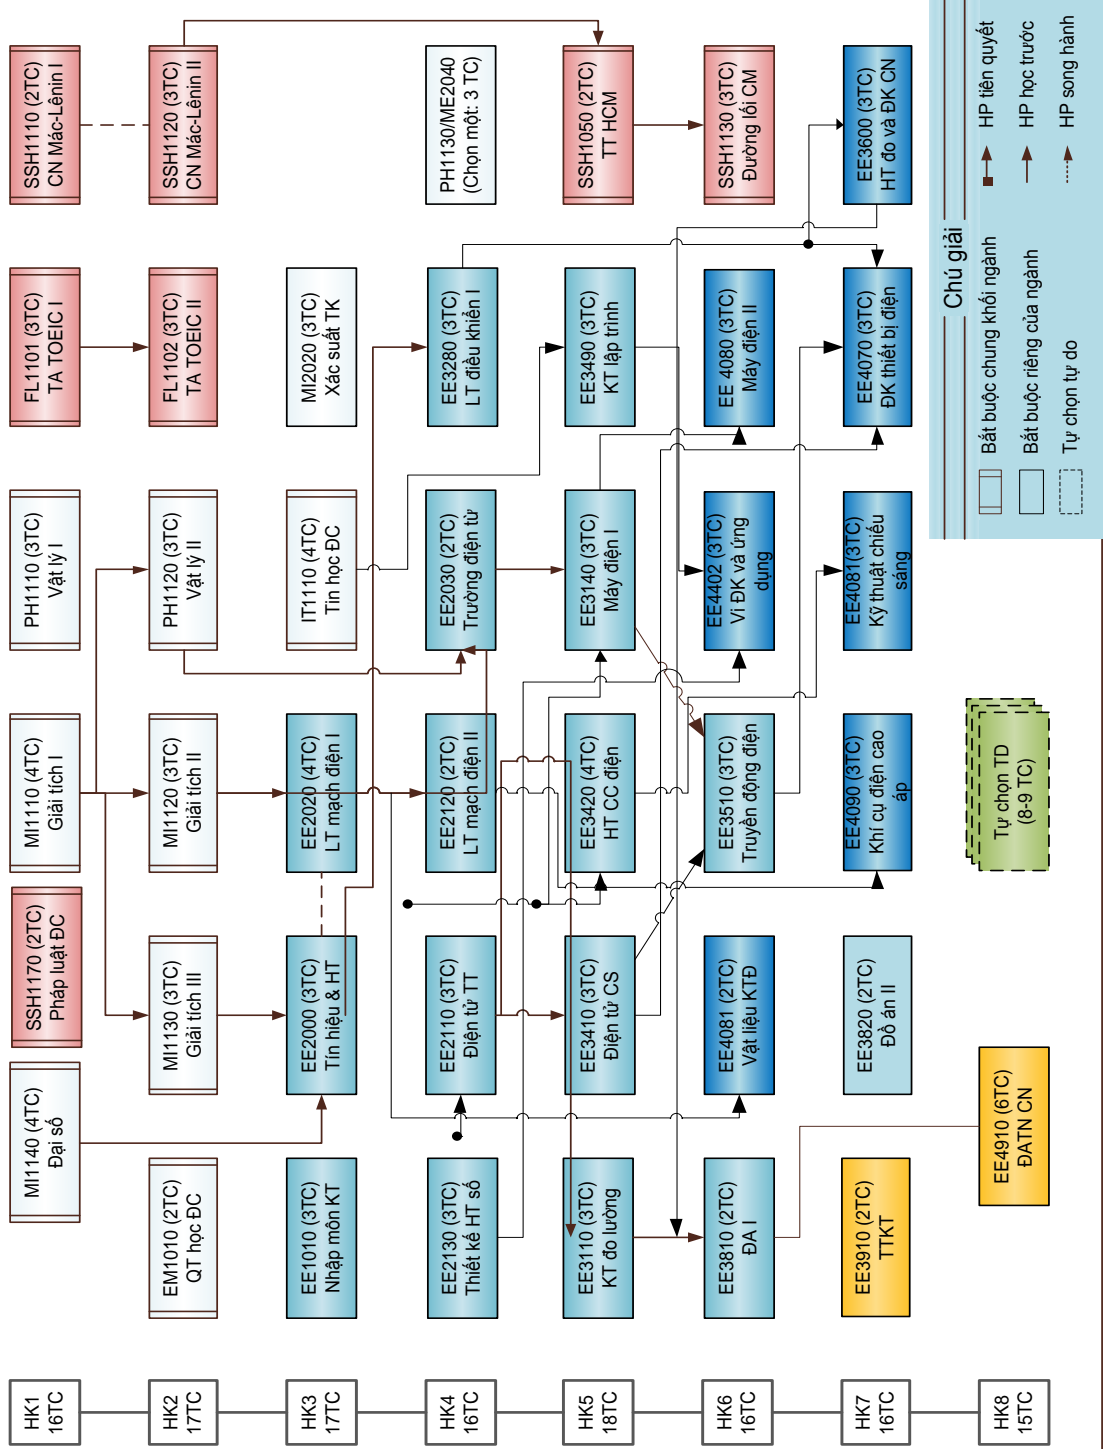 HK1
16TC
MI1140 (4TC)
Đại số
SSH1170 (2TC)
Pháp luật ĐC
MI1110 (4TC)
Giải tích I
PH1110 (3TC)
Vật lý I
FL1101 (3TC)
TA TOEIC I
SSH1110 (2TC)
CN Mác-Lênin I
HK2
17TC
EM1010 (2TC)
QT học ĐC
MI1130 (3TC)
Giải tích III
MI1120 (3TC)
Giải tích II
PH1120 (3TC)
Vật lý II
FL1102 (3TC)
TA TOEIC II
SSH1120 (3TC)
CN Mác-Lênin II
HK3
17TC
EE1010 (3TC)
Nhập môn KT
EE2000 (3TC)
Tín hiệu & HT
EE2020 (4TC)
LT mạch điện I
IT1110 (4TC)
Tin học ĐC
MI2020 (3TC)
Xác suất TK
HK4
16TC
EE2130 (3TC)
Thiết kế HT số
EE2110 (3TC)
Điện tử TT
EE2120 (2TC)
LT mạch điện II
EE2030 (2TC)
Trường điện từ
EE3280 (3TC)
LT điều khiển I
PH1130/ME2040
(Chọn một: 3 TC)
HK5
18TC
EE3110 (3TC)
KT đo lường
EE3410 (3TC)
Điện tử CS
EE3420 (4TC)
HT CC điện
EE3140 (3TC)
Máy điện I
EE3490 (3TC)
KT lập trình
SSH1050 (2TC)
TT HCM
HK6
16TC
EE3810 (2TC)
ĐA I
EE4081 (2TC)
Vật liệu KTĐ
EE3510 (3TC)
Truyền động điện
EE4402 (3TC)
Vi ĐK và ứng
dụng
EE 4080 (3TC)
Máy điện II
SSH1130 (3TC)
Đường lối CM
HK7
16TC
EE3910 (2TC)
TTKT
EE3820 (2TC)
Đồ án II
EE4090 (3TC)
Khí cụ điện cao
áp
EE4081(3TC)
Kỹ thuật chiếu
sáng
EE4070 (3TC)
ĐK thiết bị điện
EE3600 (3TC)
HT đo và ĐK CN
HK8
15TC
EE4910 (6TC)
ĐATN CN
Tự chọn TD
(8-9 TC)
Chú giải
Bắt buộc chung khối ngành
HP tiên quyết
Bắt buộc riêng của ngành
HP học trước
Tự chọn tự do
HP song hành